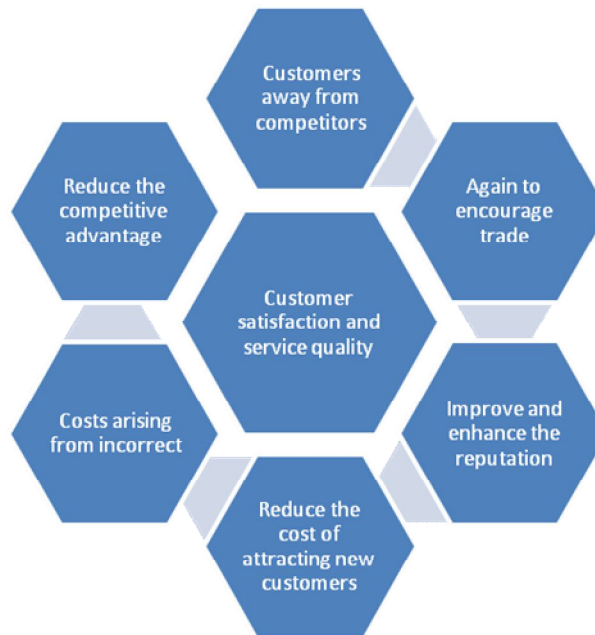 Customers
away from
competitors
Again to
encourage
trade
Improve and
enhance the
reputation
Reduce the
cost of
attracting new
customers
Costs arising
from incorrect
Reduce the
competitive
advantage
Customer
satisfaction and
service quality